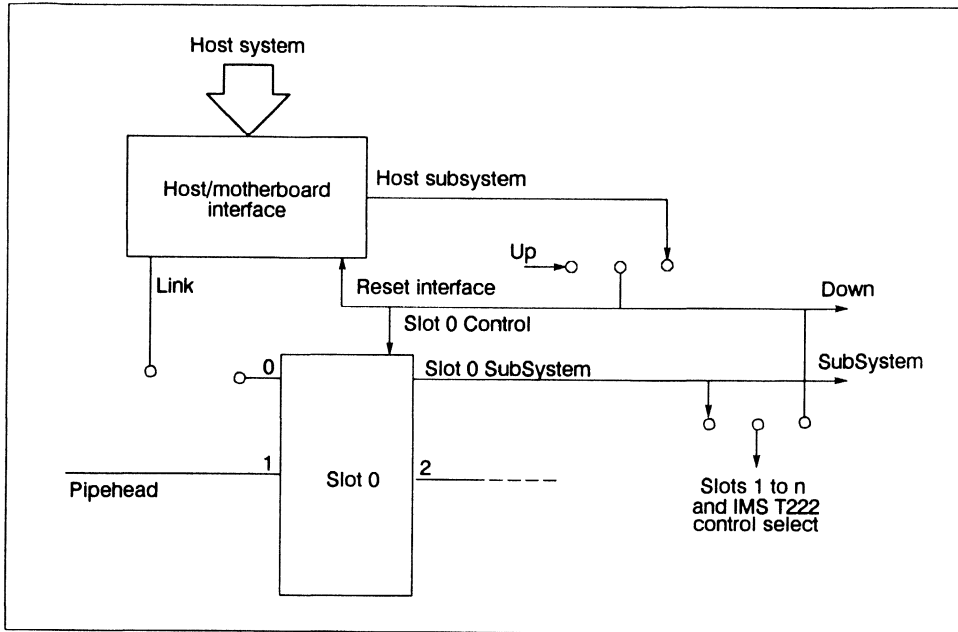 Host system
Host/motherboard
interface
Host subsystem
Up
Link
Reset interface
Down
Slot 0 Control
0
Slot 0 SubSystem
SubSystem
1
Slot 0
2
Pipehead
Slots 1 to n
and IMS T222
control select